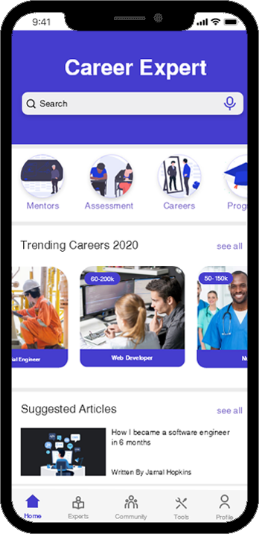 9:41
Career Expert
Search
Mentors Assessment Careers Prog
Trending Careers 2020 see all
60-200k 50-150k
al Engineer Web Developer Nu
Suggested Articles see all
How I became a software engineer
in 6 months
Written By Jamal Hopkins
Home Experts Community Tools Profile